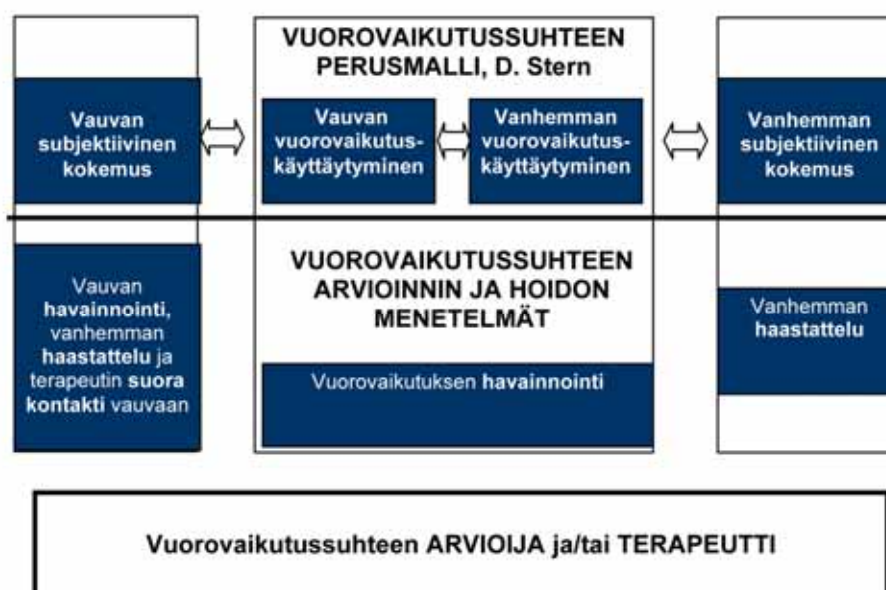 VUOROVAIKUTUSSUHTEEN
PERUSMALLI, D. Stern
Vauvan
subjektiivinen
kokemus
Vauvan
vuorovaikutus-
käyttäytyminen
Vanhemman
vuorovaikutus-
käyttäytyminen
Vanhemman
subjektiivinen
kokemus
Vauvan
havainnointi,
vanhemman
haastattelu ja
terapeutin suora
kontakti vauvaan
VUOROVAIKUTUSSUHTEEN
ARVIOINNIN JA HOIDON
MENETELMÄT
Vuorovaikutuksen havainnointi
Vanhemman
haastattelu
Vuorovaikutussuhteen ARVIOIJA ja/tai TERAPEUTTI